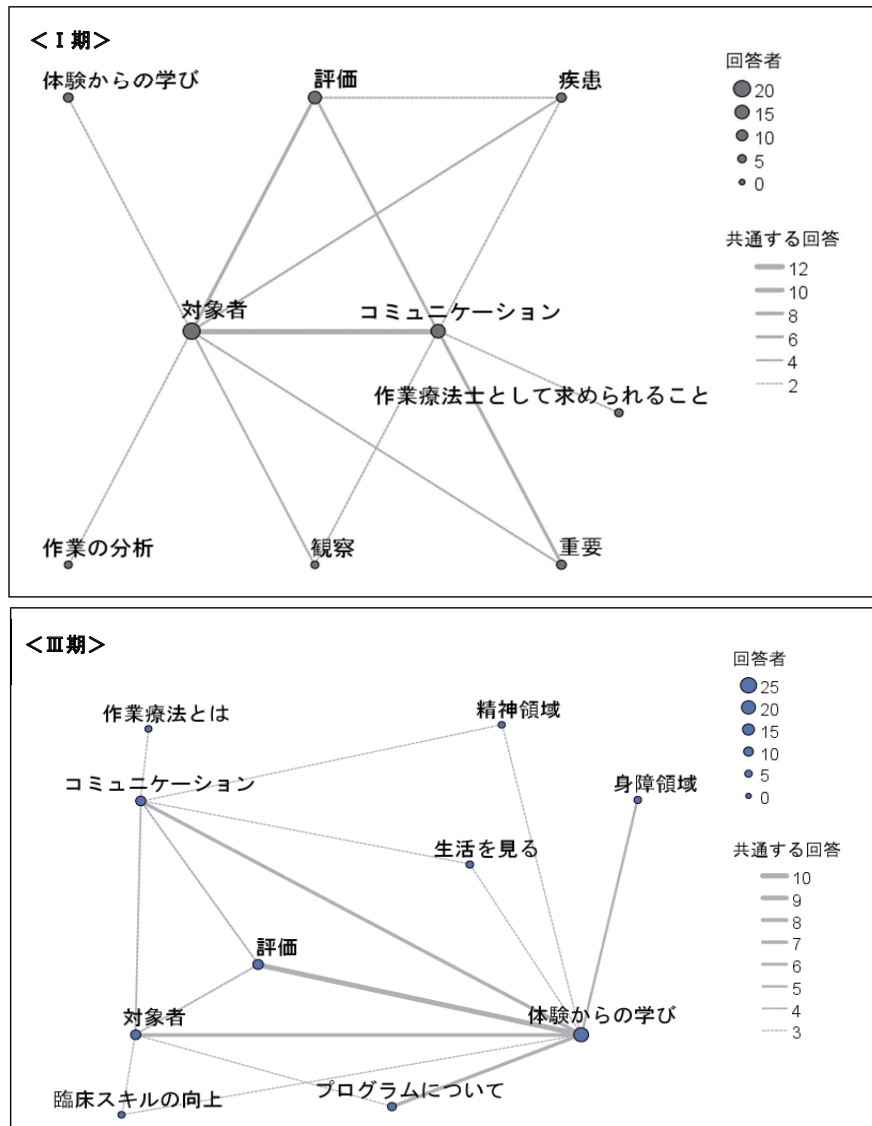 ＜Ⅰ期＞
体験からの学び
評価
疾患
対象者
コミュニケーション
作業療法士として求められること
作業の分析
観察
重要
回答者
20
15
10
5
0
共通する回答
12
10
8
6
4
2
＜Ⅲ期＞
作業療法とは
精神領域
コミュニケーション
身障領域
生活を見る
評価
対象者
体験からの学び
臨床スキルの向上
プログラムについて
回答者
25
20
15
10
5
0
共通する回答
10
9
8
7
6
5
4
3